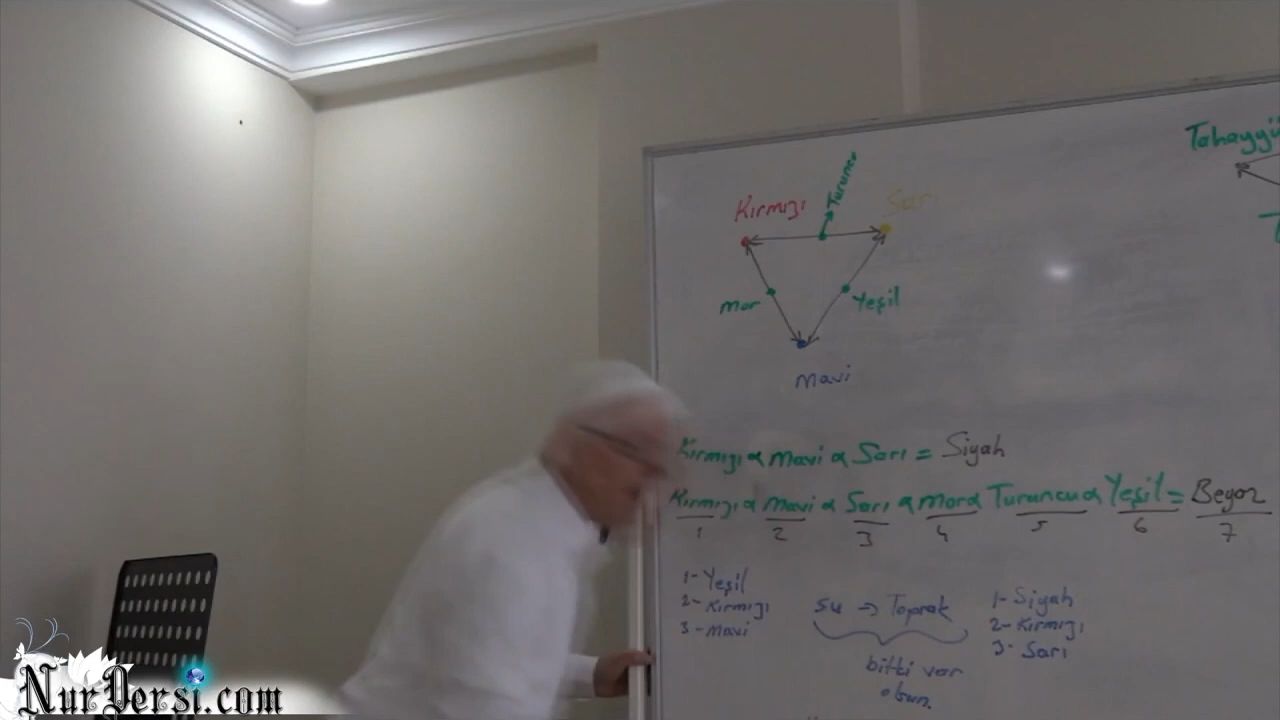 Tahayyü
Kırmızı
Turuncu
Sarı
Mor
Yeşil
Mavi
Kırmızı α Mavi α Sarı = Siyah
Kırmızı α Mavi α Sarı α Mor α Turuncu α Yeşil = Beyaz
1 2 3 4 5 6 7
1- Yeşil
2- Kırmızı
3- Mavi
Su → Toprak
bitki var
olsun.
1- Siyah
2- Kırmızı
3- Sarı
NurDersi.com